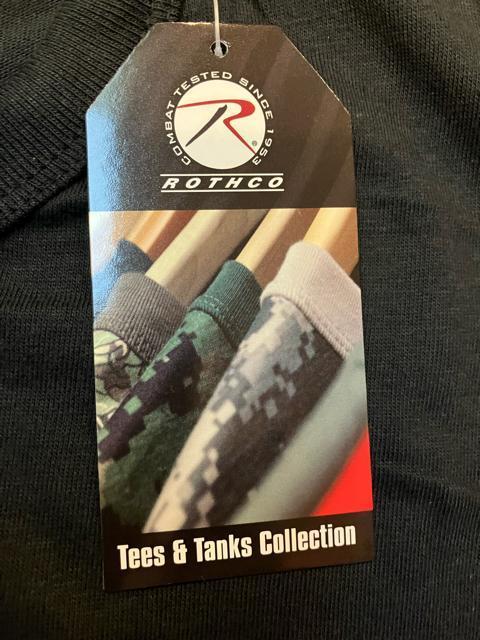 COMBAT TESTED SINCE 1953
R
®
ROTHCO
Tees & Tanks Collection